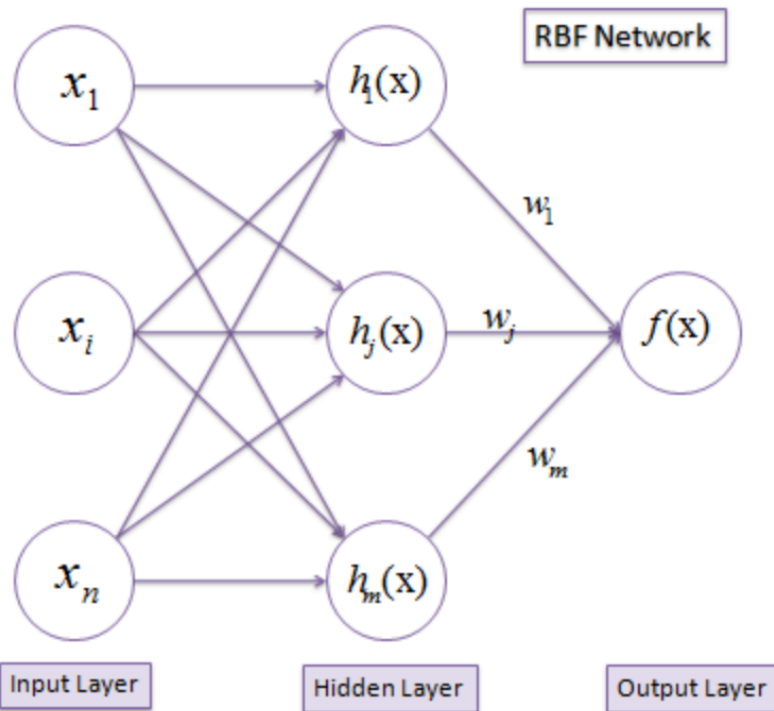 RBF Network
x₁
h₁(x)
w₁
xᵢ
hⱼ(x)
wⱼ
f(x)
wₘ
xₙ
hₘ(x)
Input Layer
Hidden Layer
Output Layer